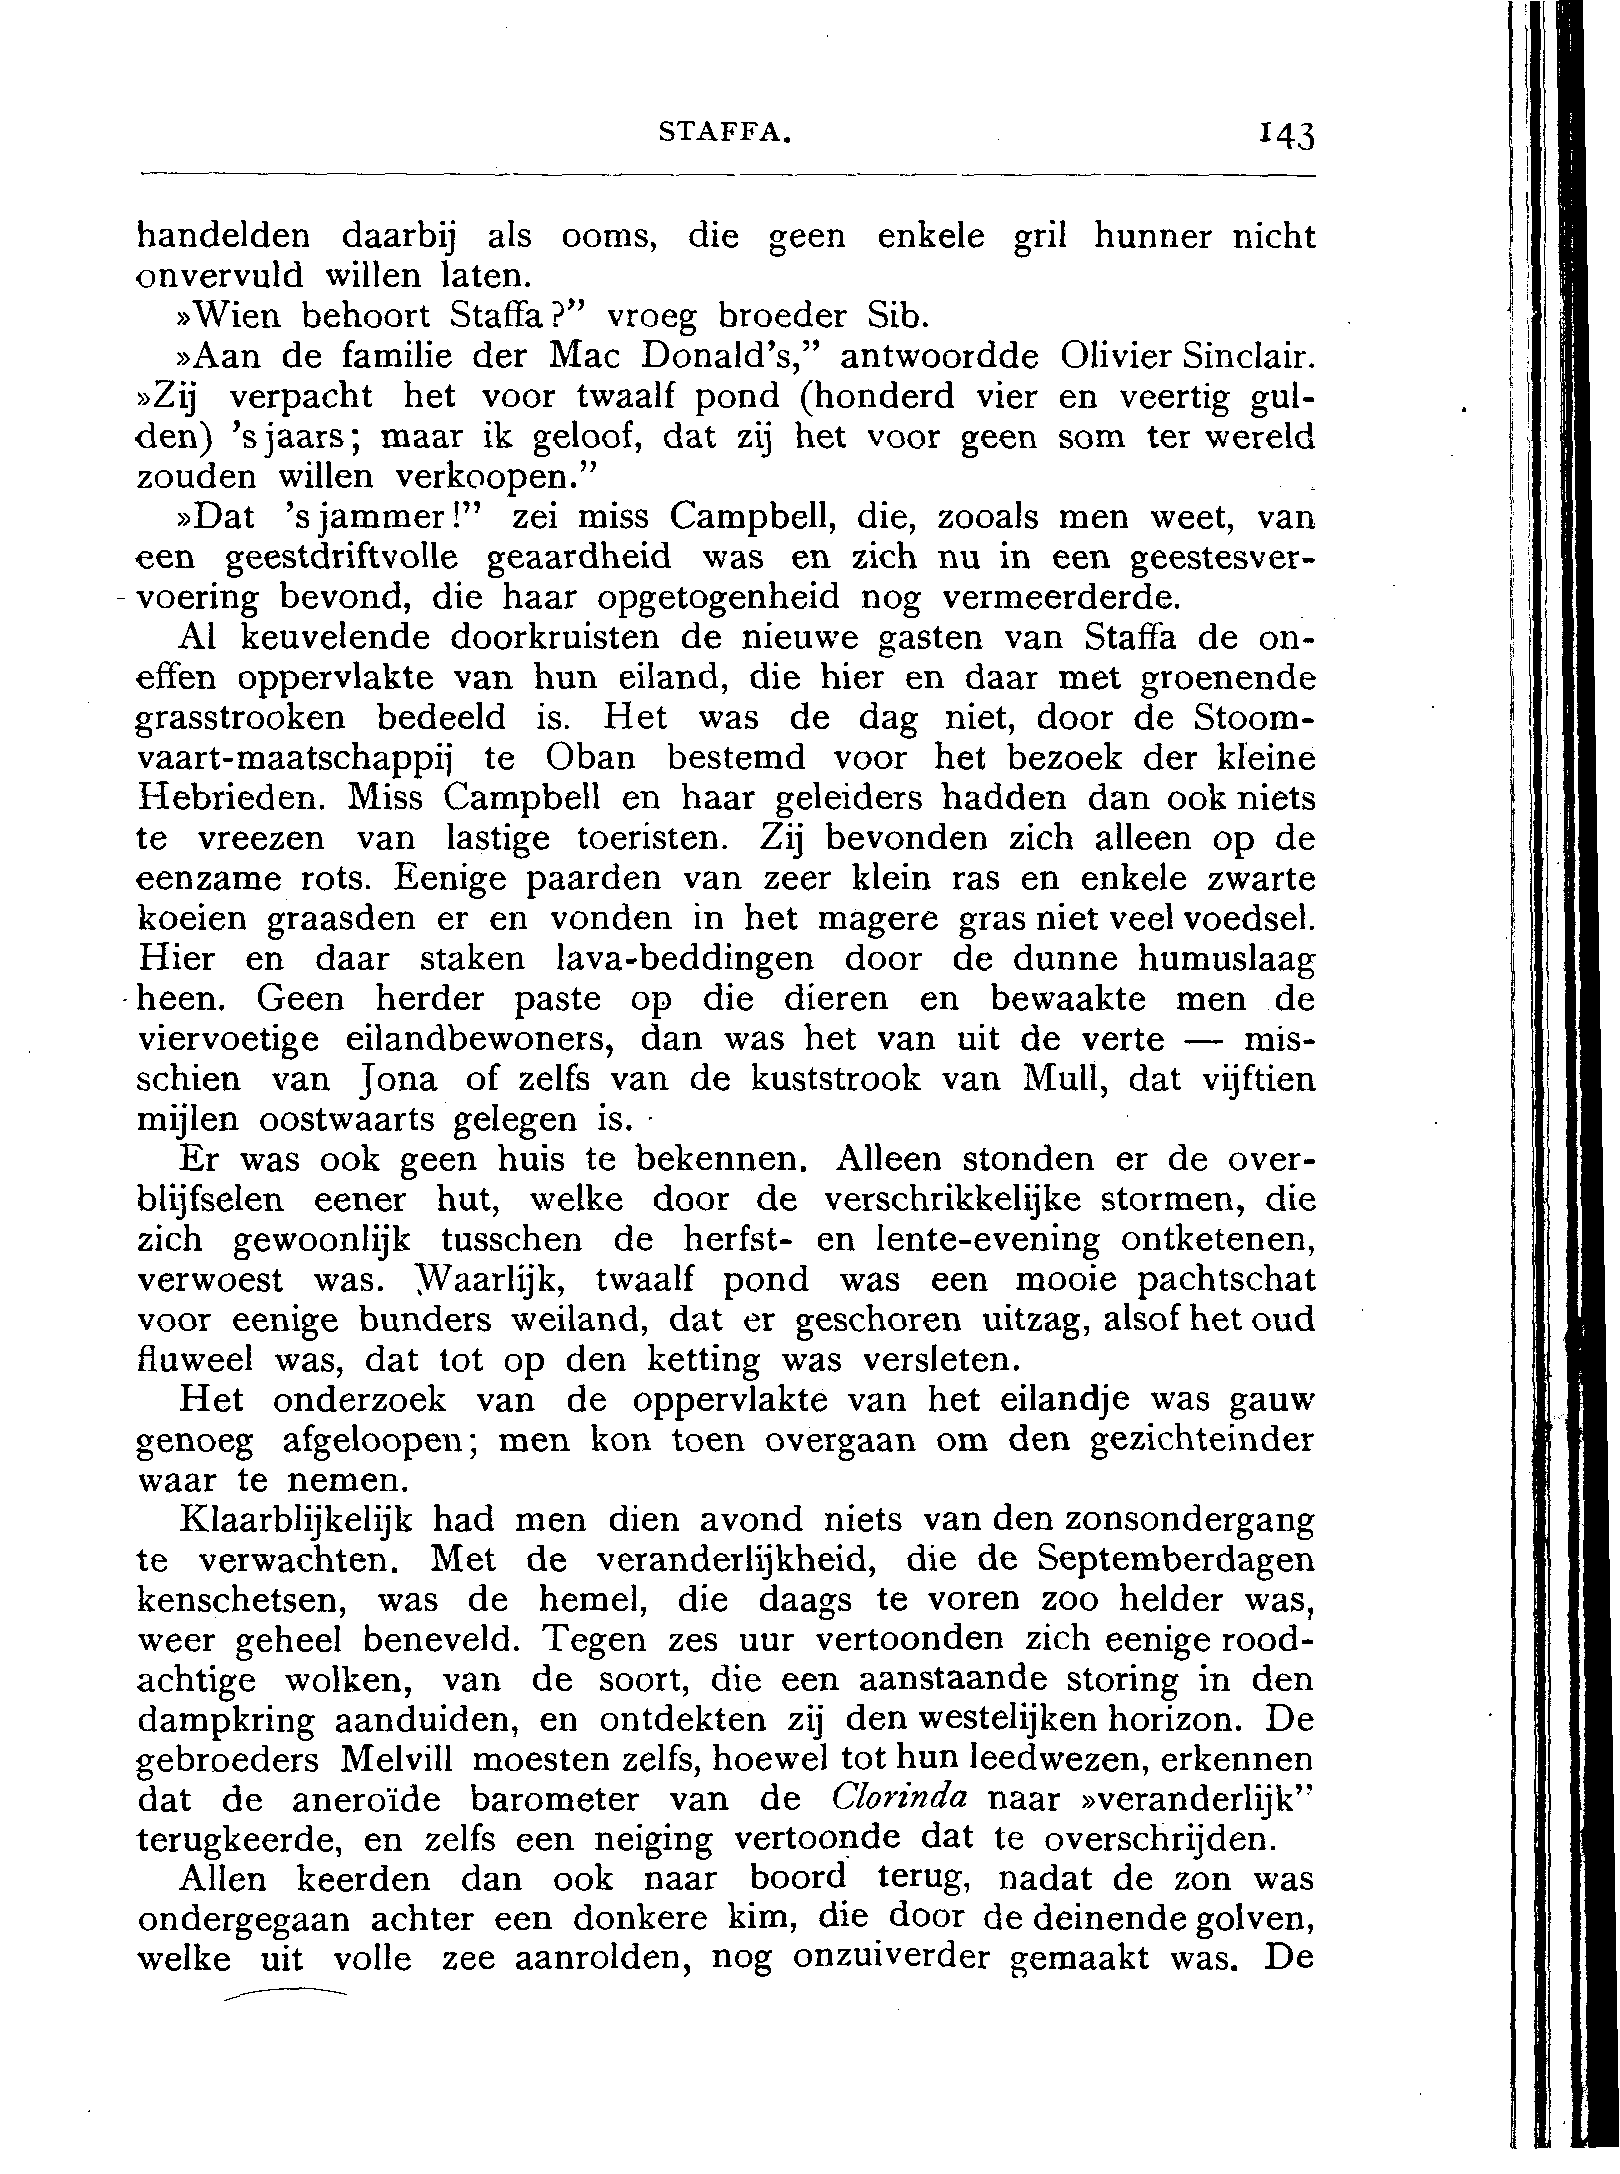 STAFFA. 143
handelden daarbij als ooms, die geen enkele gril hunner nicht
onvervuld willen laten.
»Wien behoort Staffa?” vroeg broeder Sib.
»Aan de familie der Mac Donald’s,” antwoordde Olivier Sinclair.
»Zij verpacht het voor twaalf pond (honderd vier en veertig gul-
den) ’s jaars; maar ik geloof, dat zij het voor geen som ter wereld
zouden willen verkoopen.”
»Dat ’s jammer!” zei miss Campbell, die, zooals men weet, van
een geestdriftvolle geaardheid was en zich nu in een geestesver-
voering bevond, die haar opgetogenheid nog vermeerderde.
Al keuvelende doorkruisten de nieuwe gasten van Staffa de on-
effen oppervlakte van hun eiland, die hier en daar met groenende
grasstrooken bedeeld is. Het was de dag niet, door de Stoom-
vaart-maatschappij te Oban bestemd voor het bezoek der kleine
Hebrieden. Miss Campbell en haar geleiders hadden dan ook niets
te vreezen van lastige toeristen. Zij bevonden zich alleen op de
eenzame rots. Eenige paarden van zeer klein ras en enkele zwarte
koeien graasden er en vonden in het magere gras niet veel voedsel.
Hier en daar staken lava-beddingen door de dunne humuslaag
heen. Geen herder paste op die dieren en bewaakte men de
viervoetige eilandbewoners, dan was het van uit de verte — mis-
schien van Jona of zelfs van de kuststrook van Mull, dat vijftien
mijlen oostwaarts gelegen is.
Er was ook geen huis te bekennen. Alleen stonden er de over-
blijfselen eener hut, welke door de verschrikkelijke stormen, die
zich gewoonlijk tusschen de herfst- en lente-evening ontketenen,
verwoest was. Waarlijk, twaalf pond was een mooie pachtschat
voor eenige bunders weiland, dat er geschoren uitzag, alsof het oud
fluweel was, dat tot op den ketting was versleten.
Het onderzoek van de oppervlakte van het eilandje was gauw
genoeg afgeloopen; men kon toen overgaan om den gezichteinder
waar te nemen.
Klaarblijkelijk had men dien avond niets van den zonsondergang
te verwachten. Met de veranderlijkheid, die de Septemberdagen
kenschetsen, was de hemel, die daags te voren zoo helder was,
weer geheel beneveld. Tegen zes uur vertoonden zich eenige rood-
achtige wolken, van de soort, die een aanstaande storing in den
dampkring aanduiden, en ontdekten zij den westelijken horizon. De
gebroeders Melvill moesten zelfs, hoewel tot hun leedwezen, erkennen
dat de aneroïde barometer van de Clorinda naar »veranderlijk”
terugkeerde, en zelfs een neiging vertoonde dat te overschrijden.
Allen keerden dan ook naar boord terug, nadat de zon was
ondergegaan achter een donkere kim, die door de deinende golven,
welke uit volle zee aanrolden, nog onzuiverder gemaakt was. De